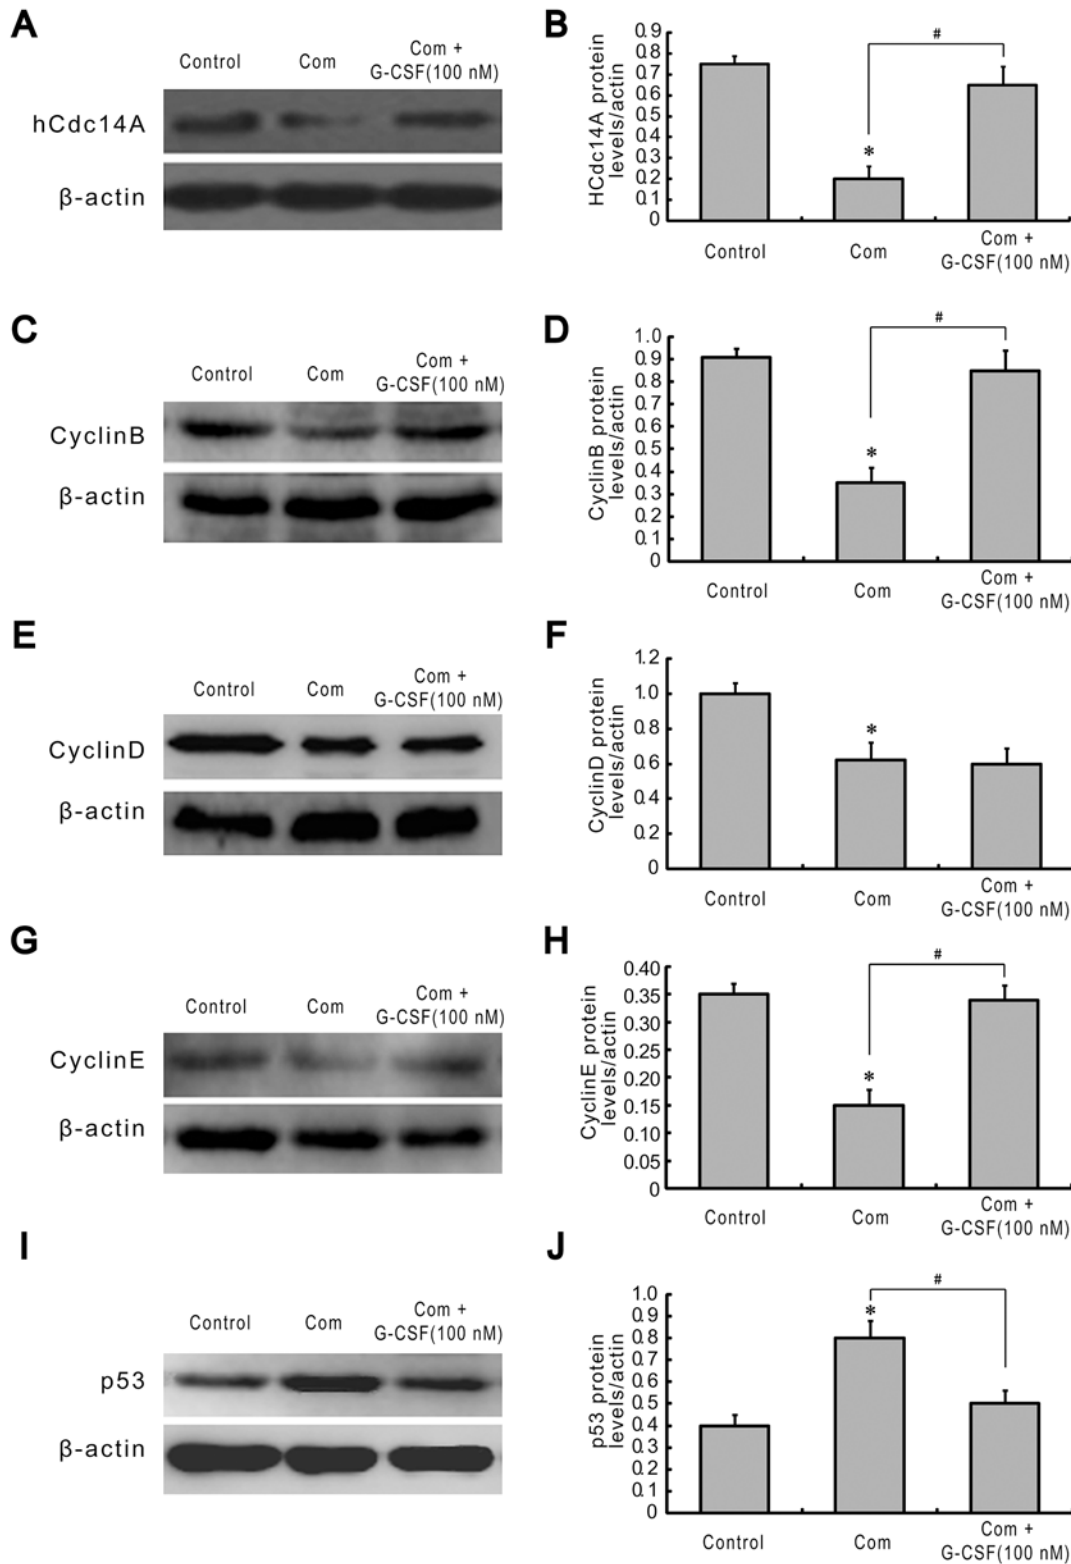 A
Control
Com
Com +
G-CSF(100 nM)
hCdc14A
β-actin
B
HCdc14A protein
levels/actin
0.9
0.8
0.7
0.6
0.5
0.4
0.3
0.2
0.1
0
*
#
Control
Com
Com +
G-CSF(100 nM)
C
Control
Com
Com +
G-CSF(100 nM)
CyclinB
β-actin
D
CyclinB protein
levels/actin
1.0
0.9
0.8
0.7
0.6
0.5
0.4
0.3
0.2
0.1
0
*
#
Control
Com
Com +
G-CSF(100 nM)
E
Control
Com
Com +
G-CSF(100 nM)
CyclinD
β-actin
F
CyclinD protein
levels/actin
1.2
1.0
0.8
0.6
0.4
0.2
0
*
Control
Com
Com +
G-CSF(100 nM)
G
Control
Com
Com +
G-CSF(100 nM)
CyclinE
β-actin
H
CyclinE protein
levels/actin
0.40
0.35
0.30
0.25
0.20
0.15
0.10
0.05
0
*
#
Control
Com
Com +
G-CSF(100 nM)
I
Control
Com
Com +
G-CSF(100 nM)
p53
β-actin
J
p53 protein
levels/actin
1.0
0.9
0.8
0.7
0.6
0.5
0.4
0.3
0.2
0.1
0
*
#
Control
Com
Com +
G-CSF(100 nM)